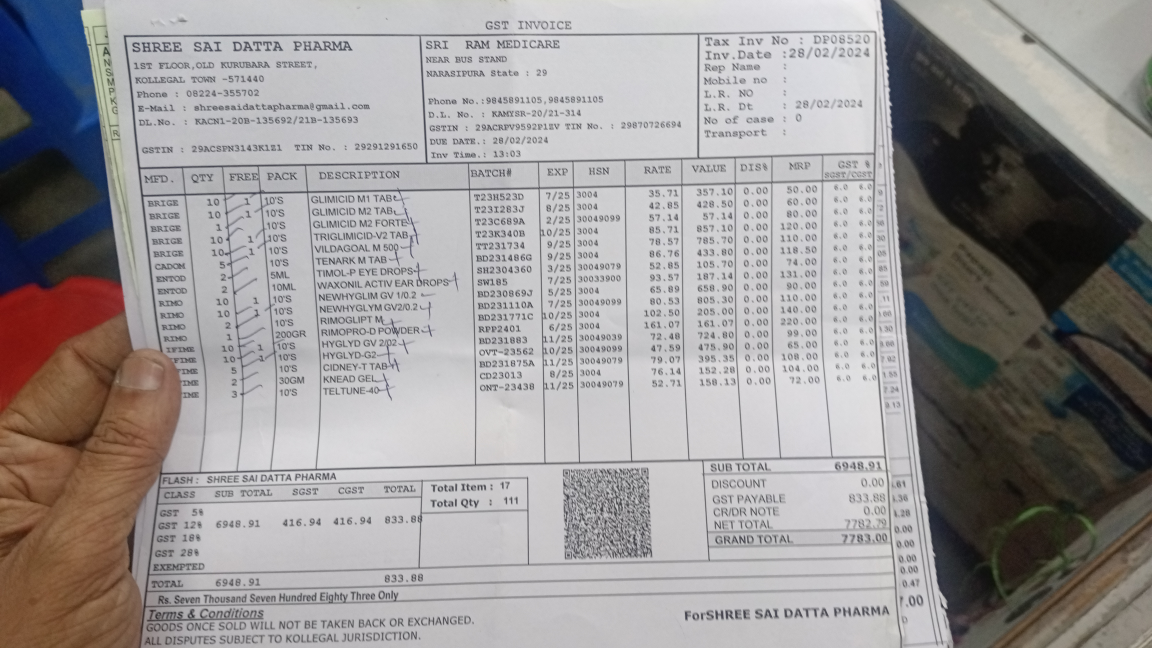 GST INVOICE
SHREE SAI DATTA PHARMA
1ST FLOOR,OLD KURUBARA STREET,
KOLLEGAL TOWN -571440
Phone : 08224-355702
E-Mail : shreesaidattapharma@gmail.com
DL.No. : KACN1-20B-135692/21B-135693
GSTIN : 29ACSPN3143K1Z1 TIN No. : 29291291650
SRI RAM MEDICARE
NEAR BUS STAND
NARASIPURA State : 29
Phone No.:9845891105,9845891105
D.L. No. : KAMYSR-20/21-314
GSTIN : 29ACRPV9592P1EV TIN No. : 29870726694
DUE DATE.: 28/02/2024
Inv Time.: 13:03
Tax Inv No : DP08520
Inv.Date :28/02/2024
Rep Name :
Mobile no :
L.R. NO :
L.R. Dt : 28/02/2024
No of case : 0
Transport :
MFD. QTY FREE PACK DESCRIPTION BATCH# EXP HSN RATE VALUE DIS% MRP GST % SGST/CGST
BRIGE 10 1 10'S GLIMICID M1 TAB T23H523D 7/25 3004 35.71 357.10 0.00 50.00 6.0 6.0
BRIGE 10 1 10'S GLIMICID M2 TAB T23I283J 8/25 3004 42.85 428.50 0.00 60.00 6.0 6.0
BRIGE 1 10'S GLIMICID M2 FORTE T23C689A 2/25 30049099 57.14 57.14 0.00 80.00 6.0 6.0
BRIGE 10 1 10'S TRIGLIMICID-V2 TAB T23K340B 10/25 3004 85.71 857.10 0.00 120.00 6.0 6.0
BRIGE 10 1 10'S VILDAGOAL M 500 TT231734 9/25 3004 78.57 785.70 0.00 110.00 6.0 6.0
CADOM 5 10'S TENARK M TAB BD231486G 9/25 3004 86.76 433.80 0.00 118.50 6.0 6.0
ENTOD 2 5ML TIMOL-P EYE DROPS SH2304360 3/25 30049079 52.85 105.70 0.00 74.00 6.0 6.0
ENTOD 2 10ML WAXONIL ACTIV EAR DROPS SW185 7/25 30033900 93.57 187.14 0.00 131.00 6.0 6.0
RIMO 10 1 10'S NEWHYGLIM GV 1/0.2 BD230869J 5/25 3004 65.89 658.90 0.00 90.00 6.0 6.0
RIMO 10 1 10'S NEWHYGLYM GV2/0.2 BD231110A 7/25 30049099 80.53 805.30 0.00 110.00 6.0 6.0
RIMO 2 10'S RIMOGLIPT M BD231771C 10/25 3004 102.50 205.00 0.00 140.00 6.0 6.0
RIMO 1 200GR RIMOPRO-D POWDER RPP2401 6/25 3004 161.07 161.07 0.00 220.00 6.0 6.0
IFIME 10 1 10'S HYGLYD GV 2/02 BD231883 11/25 30049039 72.48 724.80 0.00 99.00 6.0 6.0
FIME 10 1 10'S HYGLYD-G2 OVT-23562 10/25 30049099 47.59 475.90 0.00 65.00 6.0 6.0
IME 5 10'S CIDNEY-T TAB BD231875A 11/25 30049079 79.07 395.35 0.00 108.00 6.0 6.0
IME 2 30GM KNEAD GEL CD23013 8/25 3004 76.14 152.28 0.00 104.00 6.0 6.0
IME 3 10'S TELTUNE-40 ONT-23438 11/25 30049079 52.71 158.13 0.00 72.00 6.0 6.0
FLASH : SHREE SAI DATTA PHARMA
CLASS SUB TOTAL SGST CGST TOTAL
GST 5%
GST 12% 6948.91 416.94 416.94 833.88
GST 18%
GST 28%
EXEMPTED
TOTAL 6948.91 833.88
Total Item : 17
Total Qty : 111
SUB TOTAL 6948.91
DISCOUNT 0.00
GST PAYABLE 833.88
CR/DR NOTE 0.00
NET TOTAL 7782.79
GRAND TOTAL 7783.00
Rs. Seven Thousand Seven Hundred Eighty Three Only
Terms & Conditions
GOODS ONCE SOLD WILL NOT BE TAKEN BACK OR EXCHANGED.
ALL DISPUTES SUBJECT TO KOLLEGAL JURISDICTION.
ForSHREE SAI DATTA PHARMA